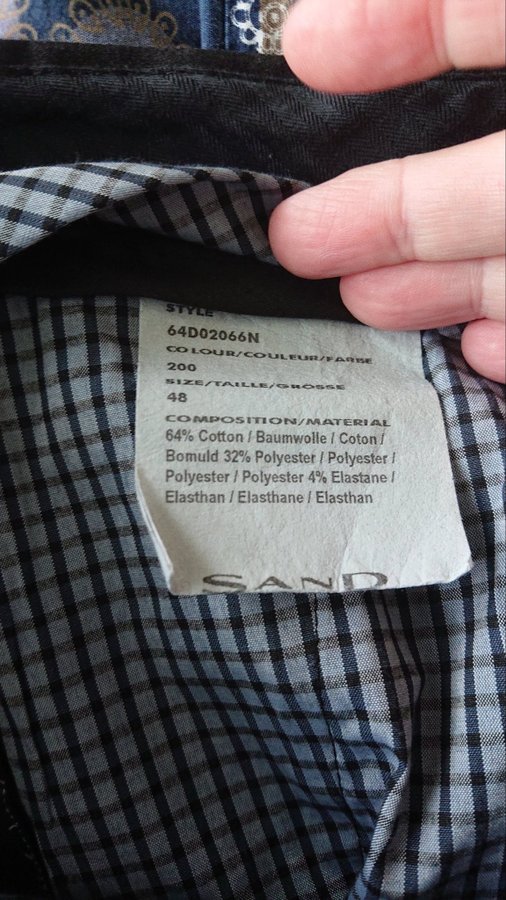 STYLE
64D02066N
COLOUR/COULEUR/FARBE
200
SIZE/TAILLE/GRÖSSE
48
COMPOSITION/MATERIAL
64% Cotton / Baumwolle / Coton /
Bomuld 32% Polyester / Polyester /
Polyester / Polyester 4% Elastane /
Elasthan / Elasthane / Elasthan
SAND